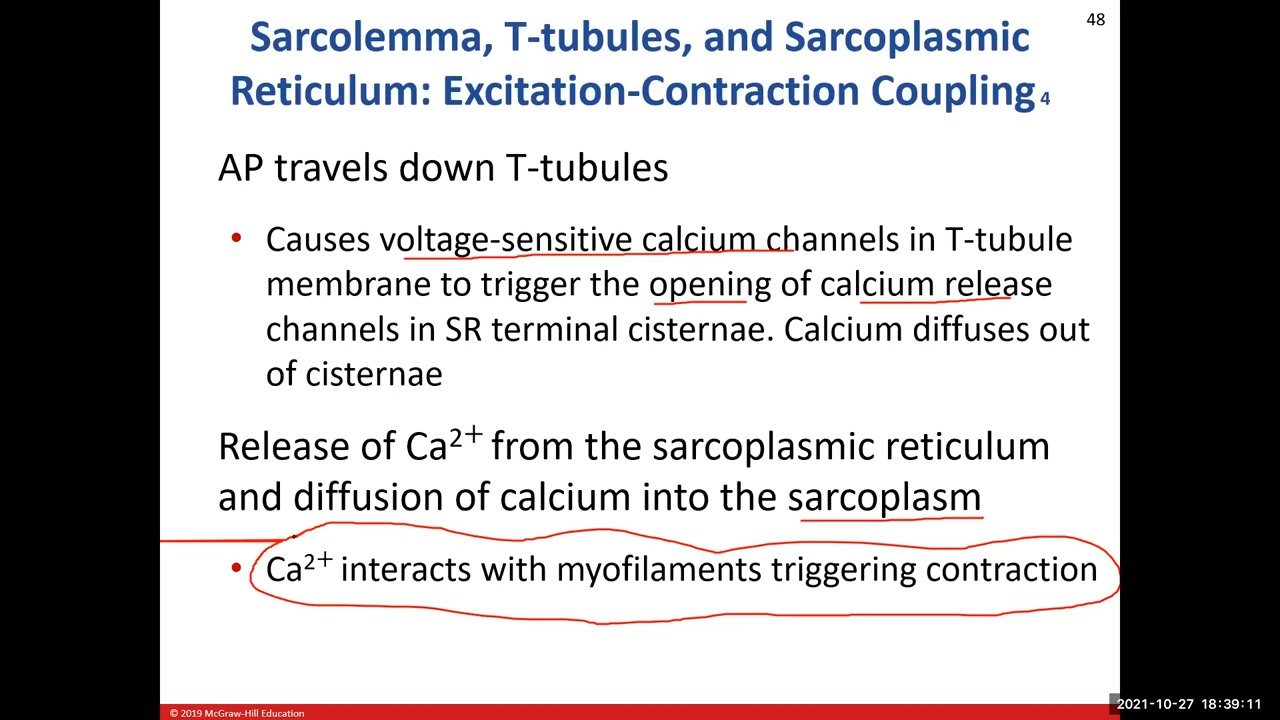 48
Sarcolemma, T-tubules, and Sarcoplasmic
Reticulum: Excitation-Contraction Coupling 4
AP travels down T-tubules
• Causes voltage-sensitive calcium channels in T-tubule
membrane to trigger the opening of calcium release
channels in SR terminal cisternae. Calcium diffuses out
of cisternae
Release of Ca²⁺ from the sarcoplasmic reticulum
and diffusion of calcium into the sarcoplasm
• Ca²⁺ interacts with myofilaments triggering contraction
© 2019 McGraw-Hill Education
2021-10-27 18:39:11